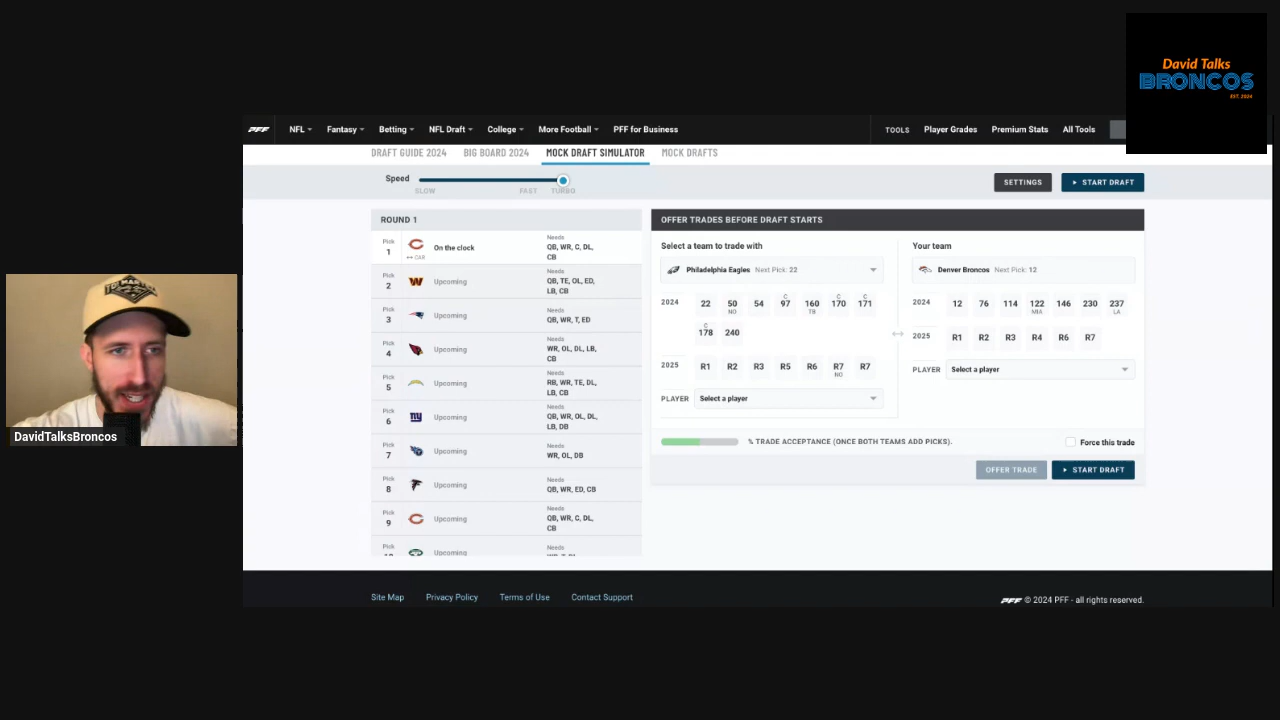 David Talks
BRONCOS
EST. 2024
PFF
NFL
Fantasy
Betting
NFL Draft
College
More Football
PFF for Business
TOOLS
Player Grades
Premium Stats
All Tools
DRAFT GUIDE 2024
BIG BOARD 2024
MOCK DRAFT SIMULATOR
MOCK DRAFTS
Speed
SLOW
FAST
TURBO
SETTINGS
START DRAFT
ROUND 1
Pick
1
CAR
On the clock
Needs
QB, WR, C, DL,
CB
Pick
2
Upcoming
Needs
QB, TE, OL, ED,
LB, CB
Pick
3
Upcoming
Needs
QB, WR, T, ED
Pick
4
Upcoming
Needs
WR, OL, DL, LB,
CB
Pick
5
Upcoming
Needs
RB, WR, TE, DL,
LB, CB
Pick
6
Upcoming
Needs
QB, WR, OL, DL,
LB, DB
Pick
7
Upcoming
Needs
WR, OL, DB
Pick
8
Upcoming
Needs
QB, WR, ED, CB
Pick
9
Upcoming
Needs
QB, WR, C, DL,
CB
Pick
10
Upcoming
Needs
OFFER TRADES BEFORE DRAFT STARTS
Select a team to trade with
Philadelphia Eagles Next Pick: 22
2024
22 50 54 97 160 170 171
NO C TB C C
178 240
C
2025
R1 R2 R3 R5 R6 R7 R7
NO
PLAYER
Select a player
Your team
Denver Broncos Next Pick: 12
2024
12 76 114 122 146 230 237
MIA LA
2025
R1 R2 R3 R4 R6 R7
PLAYER
Select a player
% TRADE ACCEPTANCE (ONCE BOTH TEAMS ADD PICKS).
Force this trade
OFFER TRADE
START DRAFT
DavidTalksBroncos
Site Map
Privacy Policy
Terms of Use
Contact Support
PFF © 2024 PFF - all rights reserved.